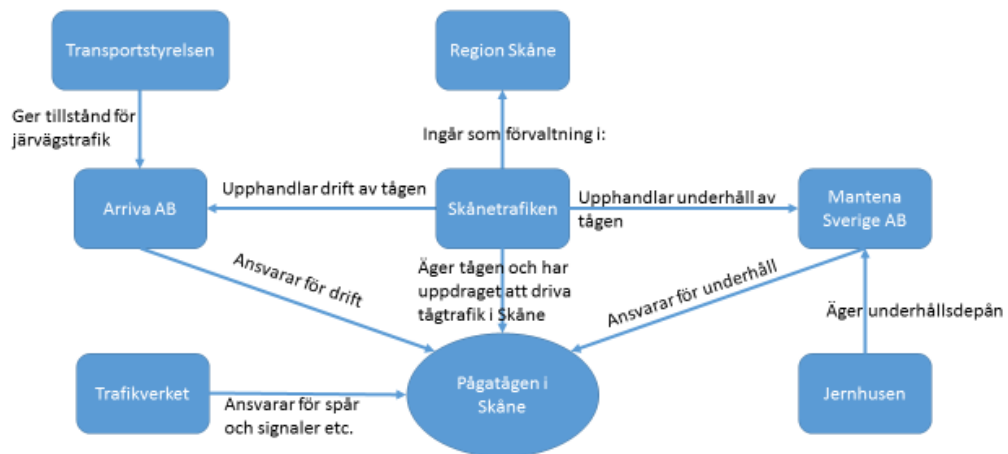 Transportstyrelsen
Region Skåne
Ger tillstånd för
järvägstrafik
Ingår som förvaltning i:
Arriva AB
Upphandlar drift av tågen
Skånetrafiken
Upphandlar underhåll av
tågen
Mantena
Sverige AB
Ansvarar för drift
Äger tågen och har
uppdraget att driva
tågtrafik i Skåne
Ansvarar för underhåll
Äger underhållsdepån
Trafikverket
Ansvarar för spår
och signaler etc.
Pågatågen i
Skåne
Jernhusen